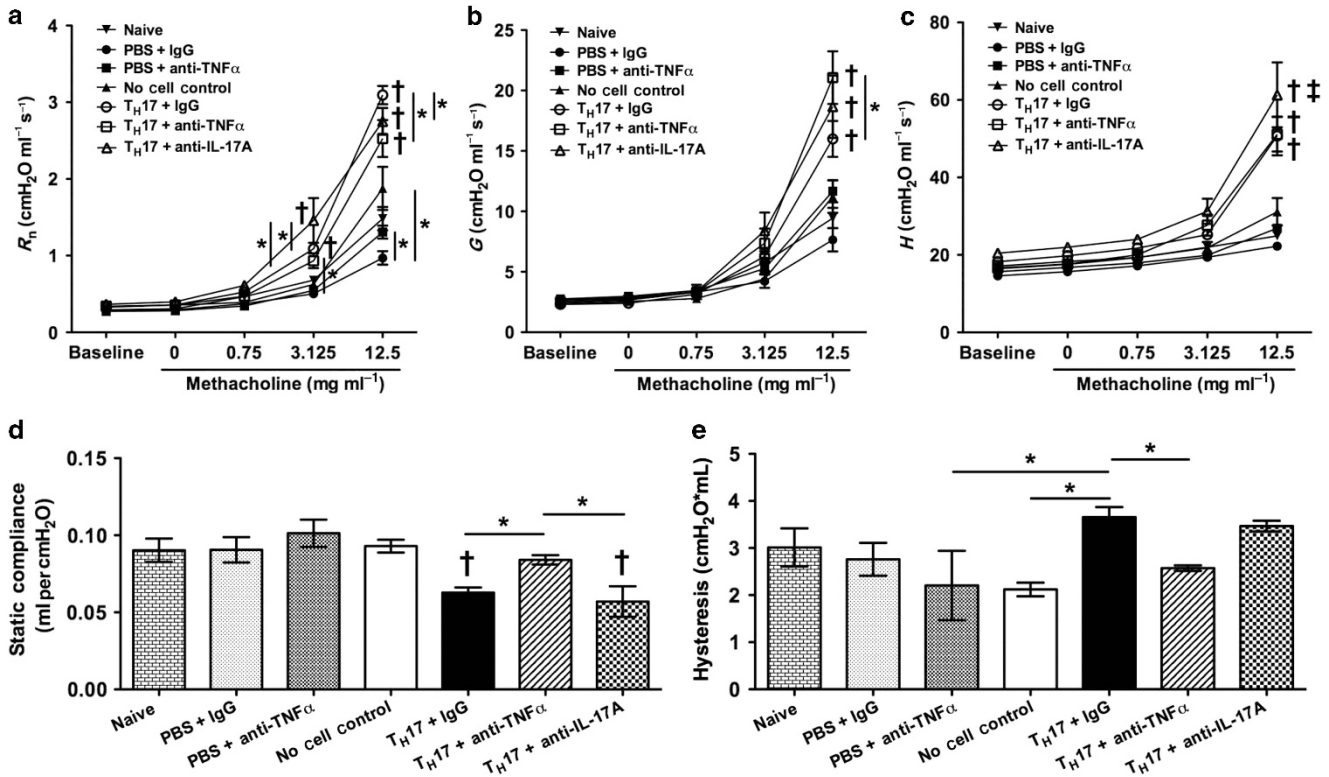 a
Rn (cmH2O ml–1 s–1)
4
3
2
1
0
Naive
PBS + IgG
PBS + anti-TNFα
No cell control
TH17 + IgG
TH17 + anti-TNFα
TH17 + anti-IL-17A
†
*
*
†
†
†
*
*
†
*
*
*
Baseline 0 0.75 3.125 12.5
Methacholine (mg ml–1)
b
G (cmH2O ml–1 s–1)
25
20
15
10
5
0
Naive
PBS + IgG
PBS + anti-TNFα
No cell control
TH17 + IgG
TH17 + anti-TNFα
TH17 + anti-IL-17A
†
†
*
†
Baseline 0 0.75 3.125 12.5
Methacholine (mg ml–1)
c
H (cmH2O ml–1 s–1)
80
60
40
20
0
Naive
PBS + IgG
PBS + anti-TNFα
No cell control
TH17 + IgG
TH17 + anti-TNFα
TH17 + anti-IL-17A
† ‡
†
†
Baseline 0 0.75 3.125 12.5
Methacholine (mg ml–1)
d
Static compliance
(ml per cmH2O)
0.15
0.10
0.05
0.00
*
*
†
†
Naive
PBS + IgG
PBS + anti-TNFα
No cell control
TH17 + IgG
TH17 + anti-TNFα
TH17 + anti-IL-17A
e
Hysteresis (cmH2O*mL)
5
4
3
2
1
0
*
*
*
Naive
PBS + IgG
PBS + anti-TNFα
No cell control
TH17 + IgG
TH17 + anti-TNFα
TH17 + anti-IL-17A